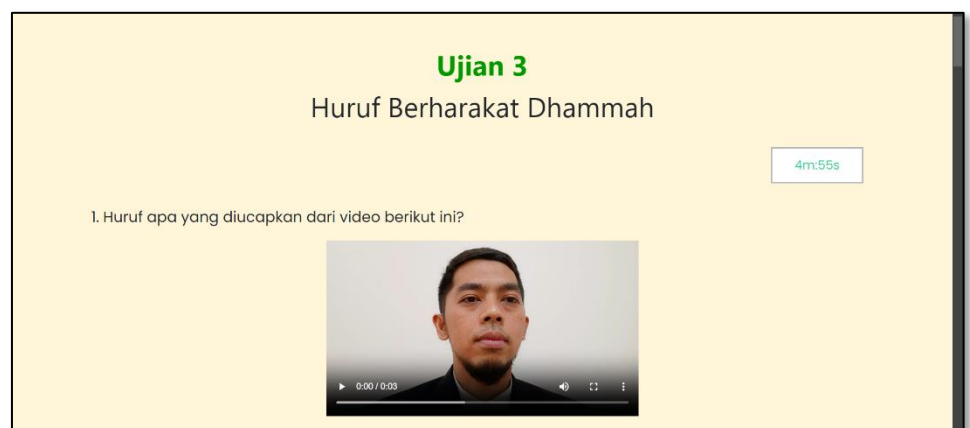 Ujian 3
Huruf Berharakat Dhammah
4m:55s
1. Huruf apa yang diucapkan dari video berikut ini?
0:00 / 0:03